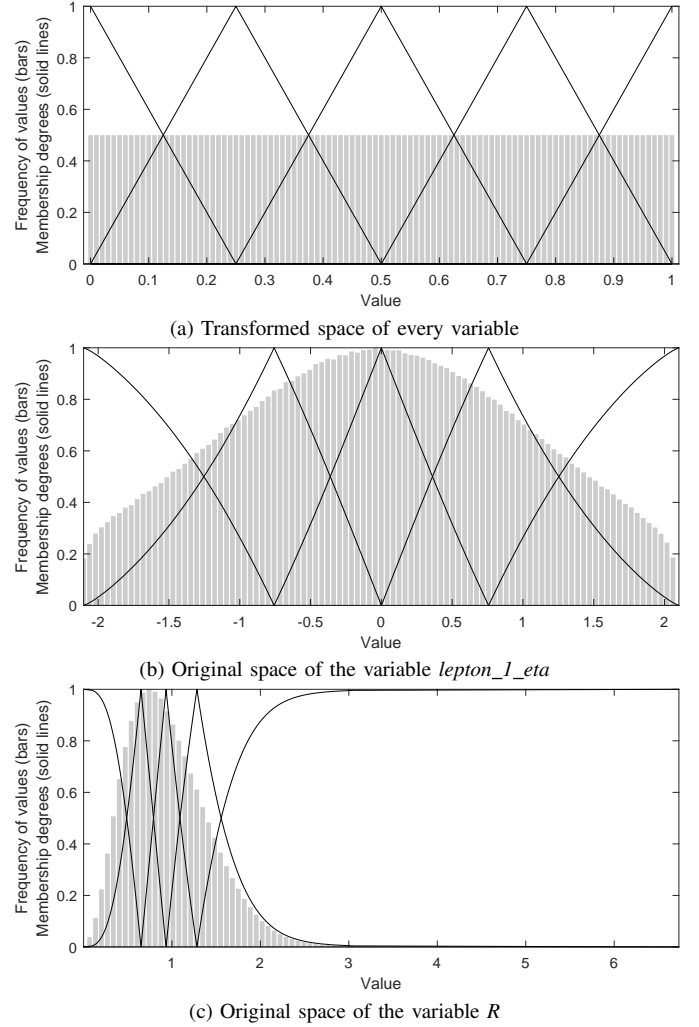 Frequency of values (bars)
Membership degrees (solid lines)
1
0.8
0.6
0.4
0.2
0
0 0.1 0.2 0.3 0.4 0.5 0.6 0.7 0.8 0.9 1
Value
(a) Transformed space of every variable
Frequency of values (bars)
Membership degrees (solid lines)
1
0.8
0.6
0.4
0.2
0
-2 -1.5 -1 -0.5 0 0.5 1 1.5 2
Value
(b) Original space of the variable lepton_1_eta
Frequency of values (bars)
Membership degrees (solid lines)
1
0.8
0.6
0.4
0.2
0
1 2 3 4 5 6
Value
(c) Original space of the variable R